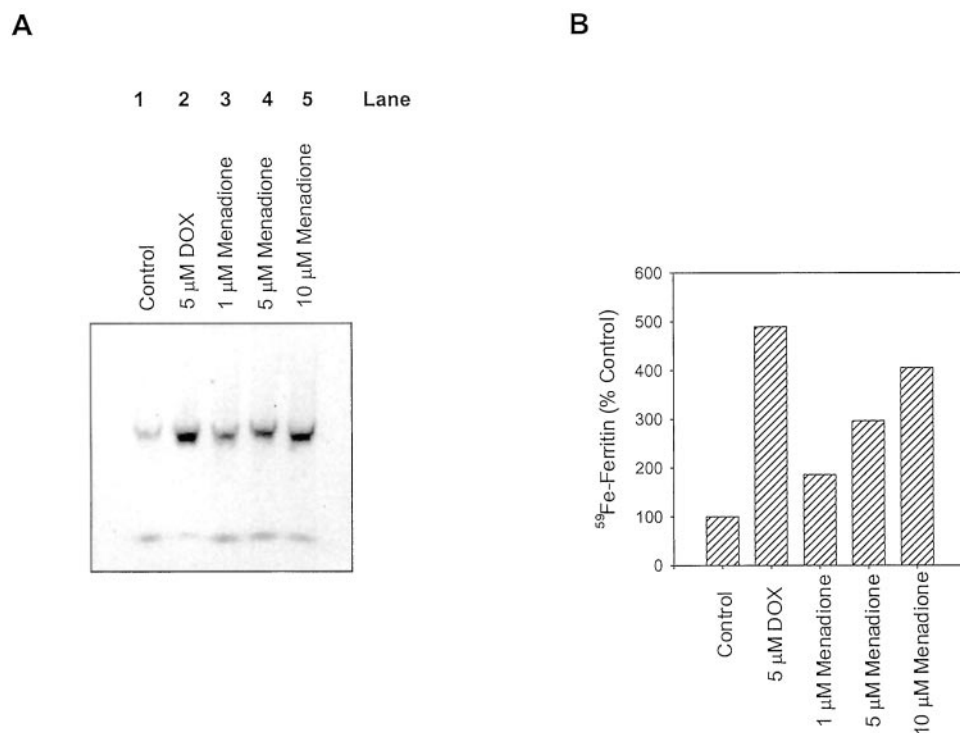 A
1 2 3 4 5 Lane
Control
5 μM DOX
1 μM Menadione
5 μM Menadione
10 μM Menadione
B
600
500
400
300
200
100
0
⁵⁹Fe-Ferritin (% Control)
Control
5 μM DOX
1 μM Menadione
5 μM Menadione
10 μM Menadione